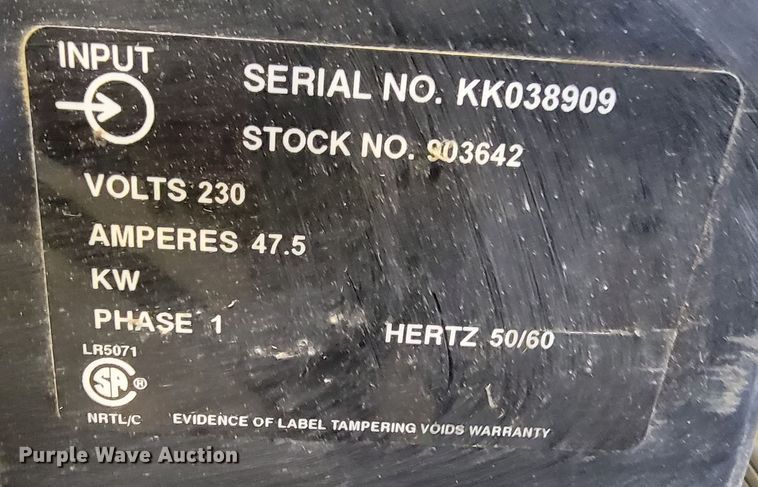 INPUT
SERIAL NO. KK038909
STOCK NO. 903642
VOLTS 230
AMPERES 47.5
KW
PHASE 1
HERTZ 50/60
LR5071
SA ®
NRTL/C
EVIDENCE OF LABEL TAMPERING VOIDS WARRANTY
Purple Wave Auction